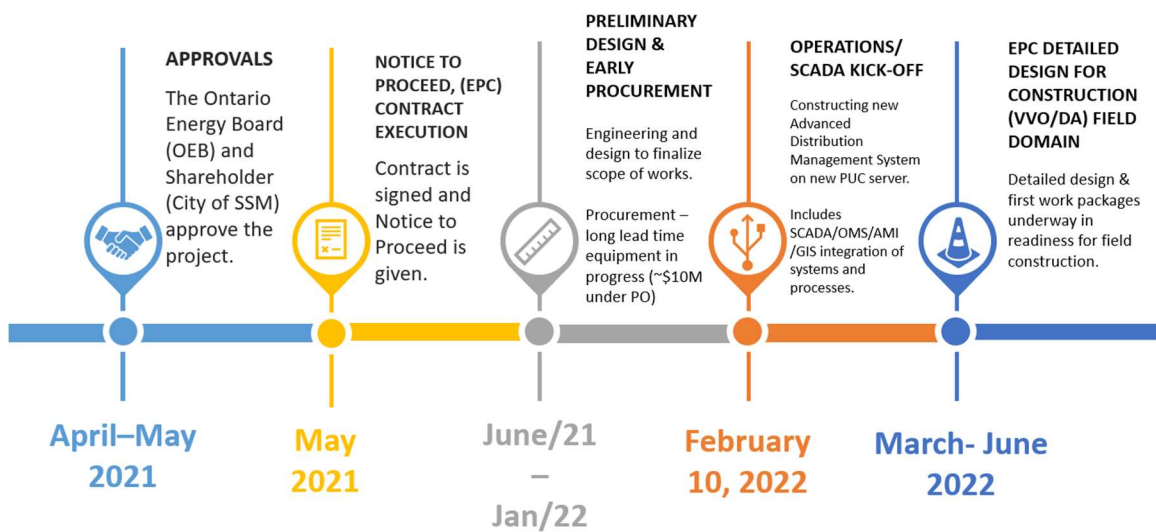 APPROVALS
The Ontario
Energy Board
(OEB) and
Shareholder
(City of SSM)
approve the
project.
April–May
2021
NOTICE TO
PROCEED, (EPC)
CONTRACT
EXECUTION
Contract is
signed and
Notice to
Proceed is
given.
May
2021
PRELIMINARY
DESIGN &
EARLY
PROCUREMENT
Engineering and
design to finalize
scope of works.
Procurement –
long lead time
equipment in
progress (~$10M
under PO)
June/21
–
Jan/22
OPERATIONS/
SCADA KICK-OFF
Constructing new
Advanced
Distribution
Management System
on new PUC server.
Includes
SCADA/OMS/AMI
/GIS integration of
systems and
processes.
February
10, 2022
EPC DETAILED
DESIGN FOR
CONSTRUCTION
(VVO/DA) FIELD
DOMAIN
Detailed design &
first work packages
underway in
readiness for field
construction.
March- June
2022